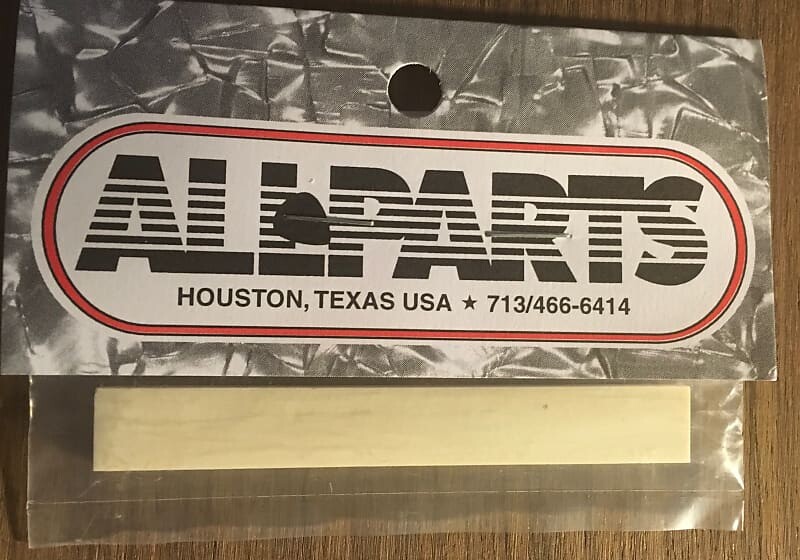 ALLPARTS
HOUSTON, TEXAS USA ★ 713/466-6414